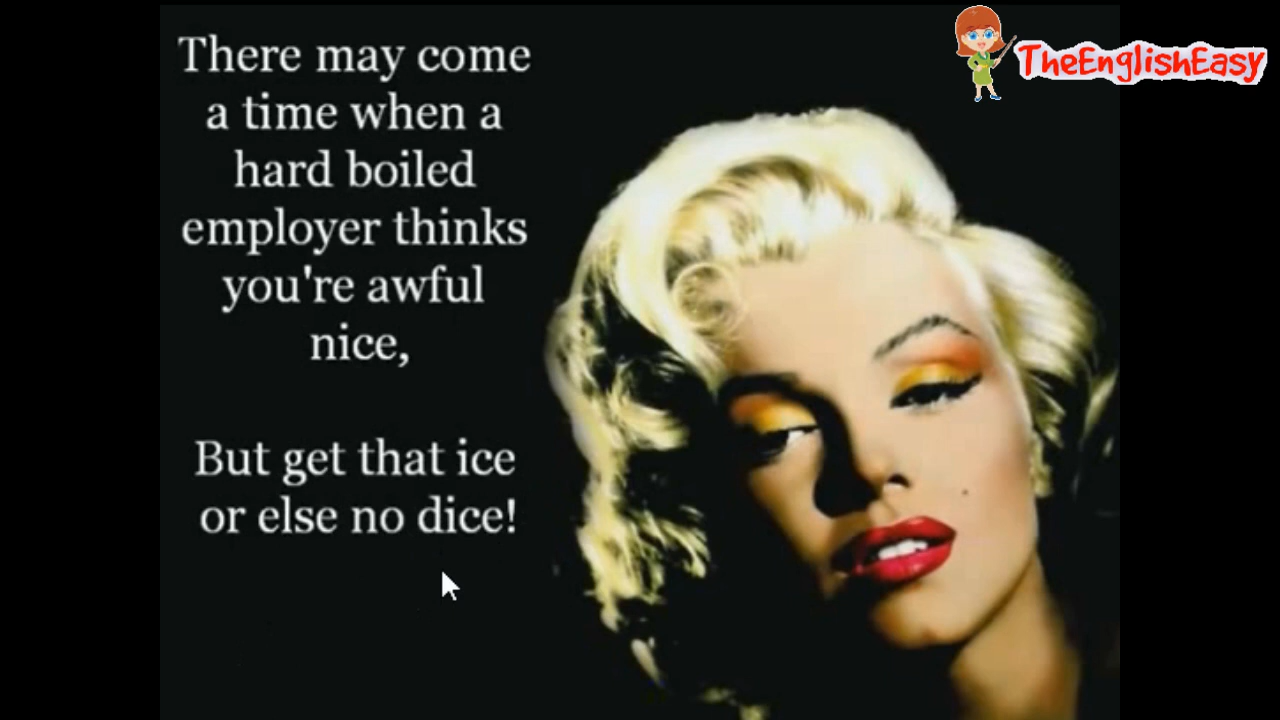 There may come
a time when a
hard boiled
employer thinks
you're awful
nice,
But get that ice
or else no dice!
TheEnglishEasy